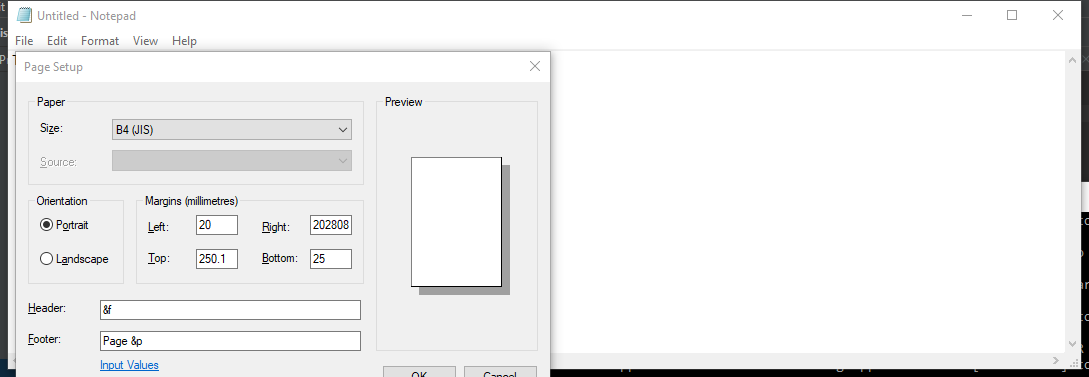 Untitled - Notepad
File Edit Format View Help
Page Setup
Paper
Size: B4 (JIS)
Source:
Orientation
Portrait
Landscape
Margins (millimetres)
Left: 20 Right: 202808
Top: 250.1 Bottom: 25
Preview
Header: &f
Footer: Page &p
Input Values
OK Cancel